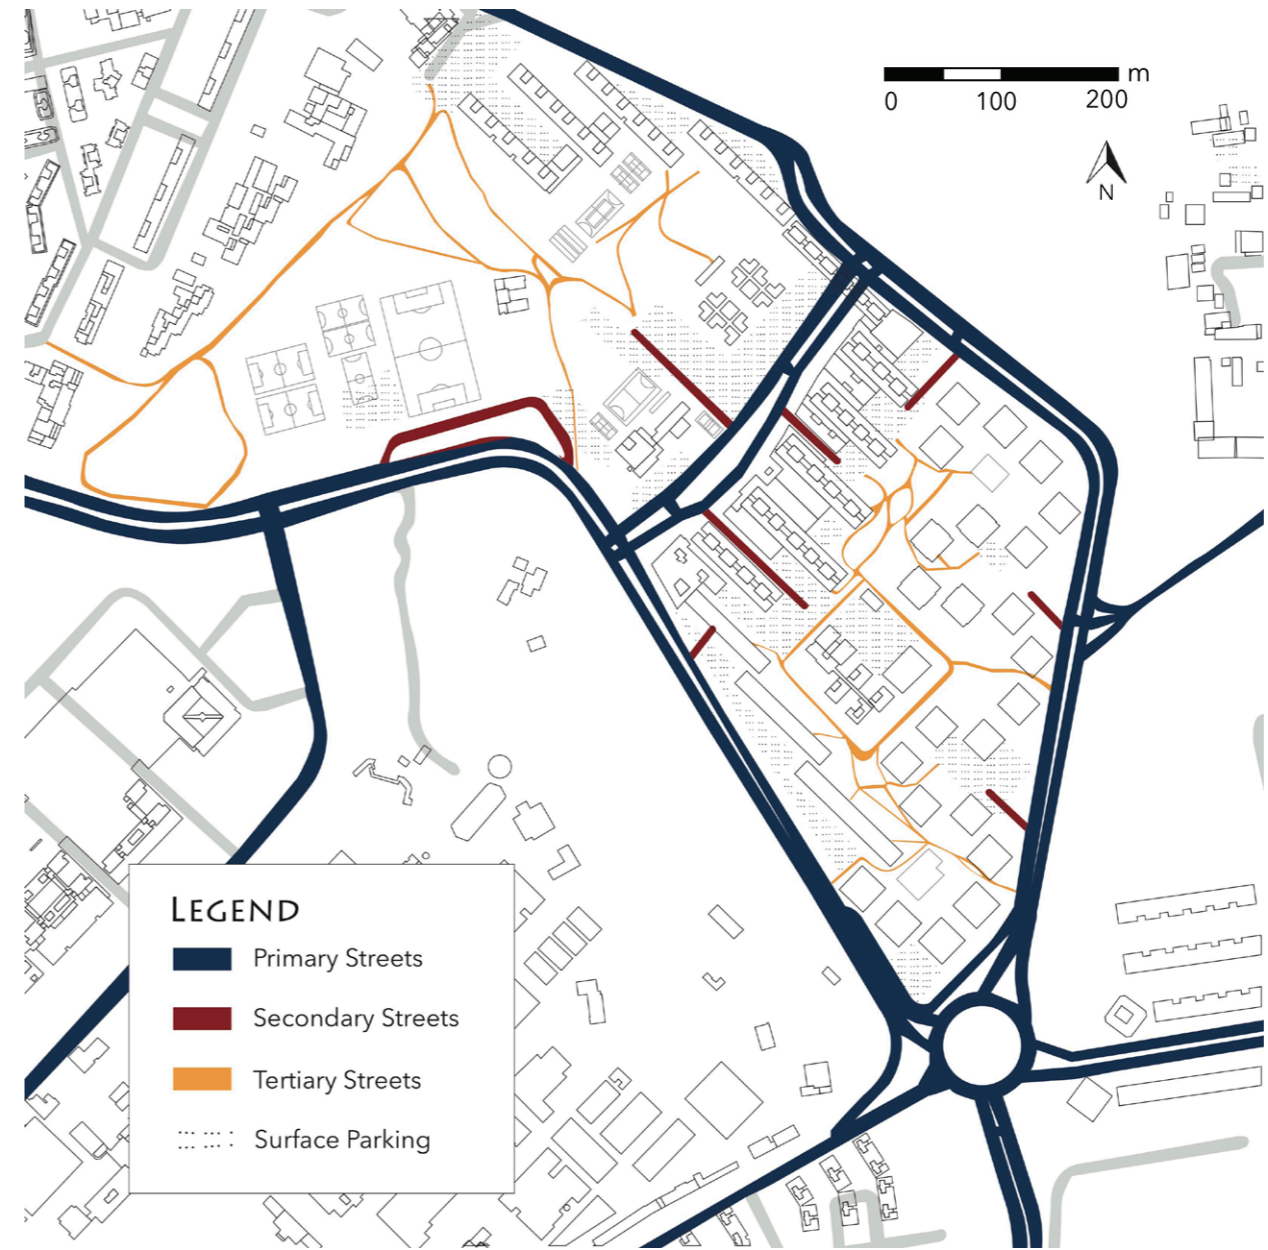 m
0 100 200
N
LEGEND
Primary Streets
Secondary Streets
Tertiary Streets
Surface Parking